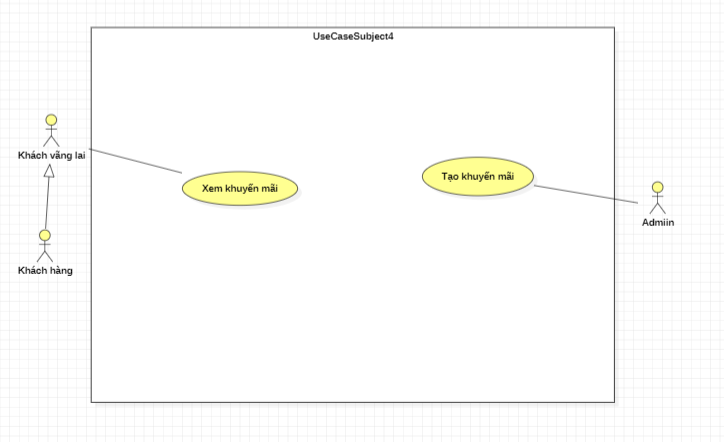 UseCaseSubject4
Khách vãng lai
Xem khuyến mãi
Tạo khuyến mãi
Admiin
Khách hàng